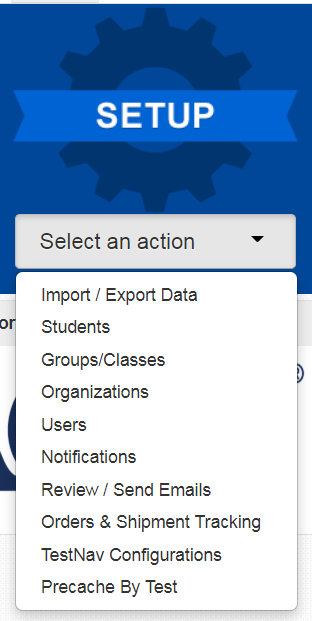 SETUP
Select an action
Import / Export Data
or
Students
Groups/Classes
®
Organizations
Users
Notifications
Review / Send Emails
Orders & Shipment Tracking
TestNav Configurations
Precache By Test